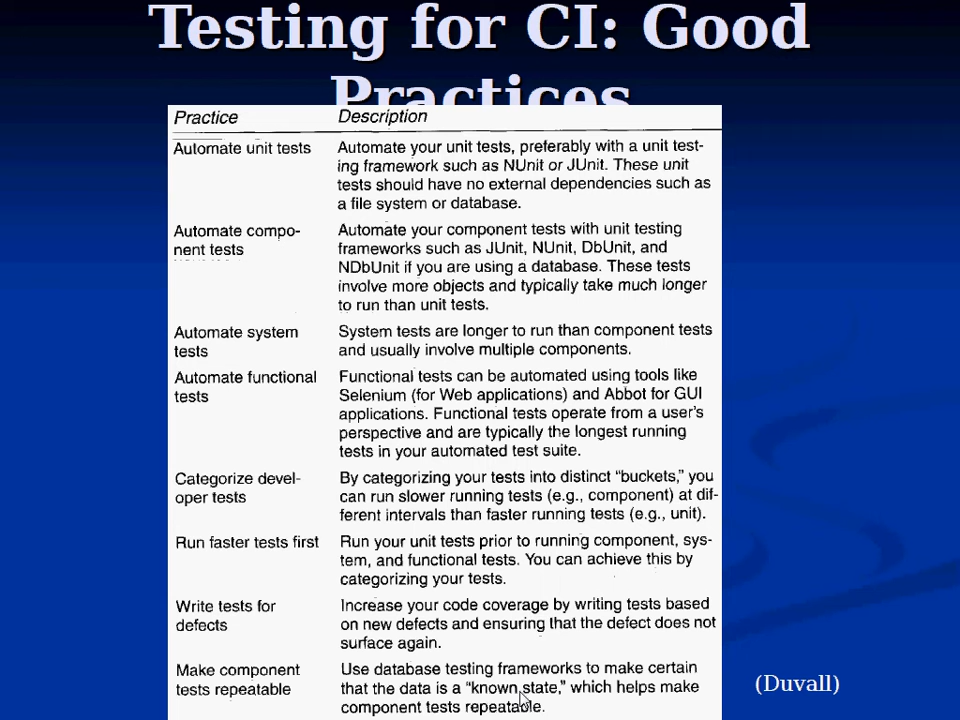 Testing for CI: Good
Practices
Practice Description
Automate unit tests Automate your unit tests, preferably with a unit test-
ing framework such as NUnit or JUnit. These unit
tests should have no external dependencies such as
a file system or database.
Automate compo- Automate your component tests with unit testing
nent tests frameworks such as JUnit, NUnit, DbUnit, and
NDbUnit if you are using a database. These tests
involve more objects and typically take much longer
to run than unit tests.
Automate system System tests are longer to run than component tests
tests and usually involve multiple components.
Automate functional Functional tests can be automated using tools like
tests Selenium (for Web applications) and Abbot for GUI
applications. Functional tests operate from a user's
perspective and are typically the longest running
tests in your automated test suite.
Categorize devel- By categorizing your tests into distinct "buckets," you
oper tests can run slower running tests (e.g., component) at dif-
ferent intervals than faster running tests (e.g., unit).
Run faster tests first Run your unit tests prior to running component, sys-
tem, and functional tests. You can achieve this by
categorizing your tests.
Write tests for Increase your code coverage by writing tests based
defects on new defects and ensuring that the defect does not
surface again.
Make component Use database testing frameworks to make certain
tests repeatable that the data is a "known state," which helps make
component tests repeatable.
(Duvall)